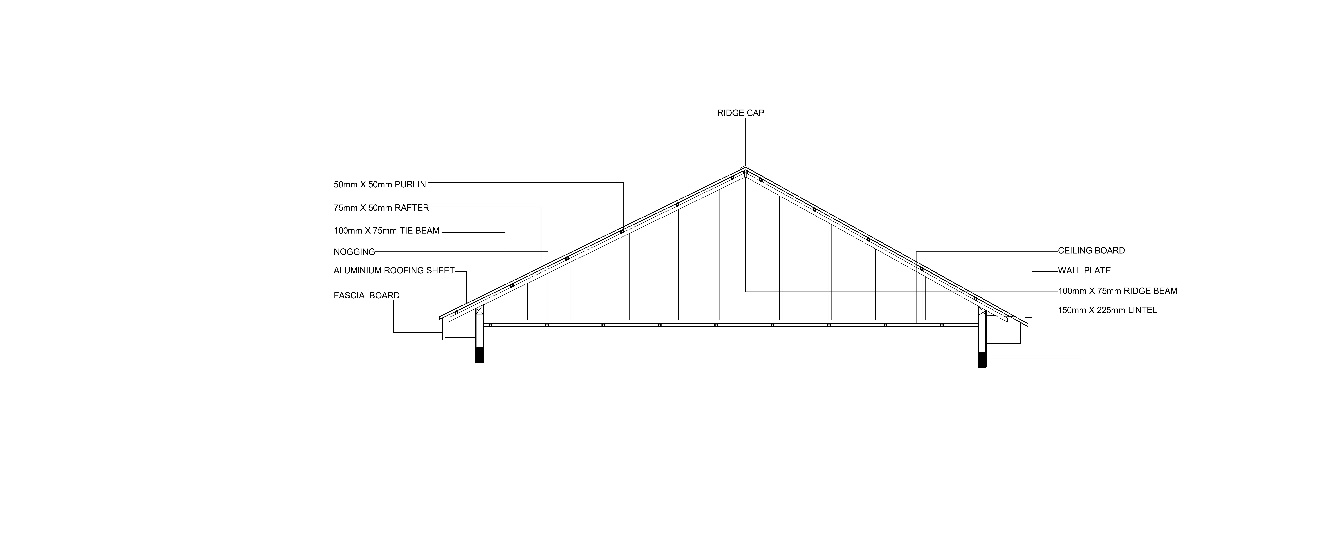 RIDGE CAP
50mm X 50mm PURLIN
75mm X 50mm RAFTER
100mm X 75mm TIE BEAM
NOGGING
ALUMINIUM ROOFING SHEET
FASCIAL BOARD
CEILING BOARD
WALL PLATE
100mm X 75mm RIDGE BEAM
150mm X 225mm LINTEL